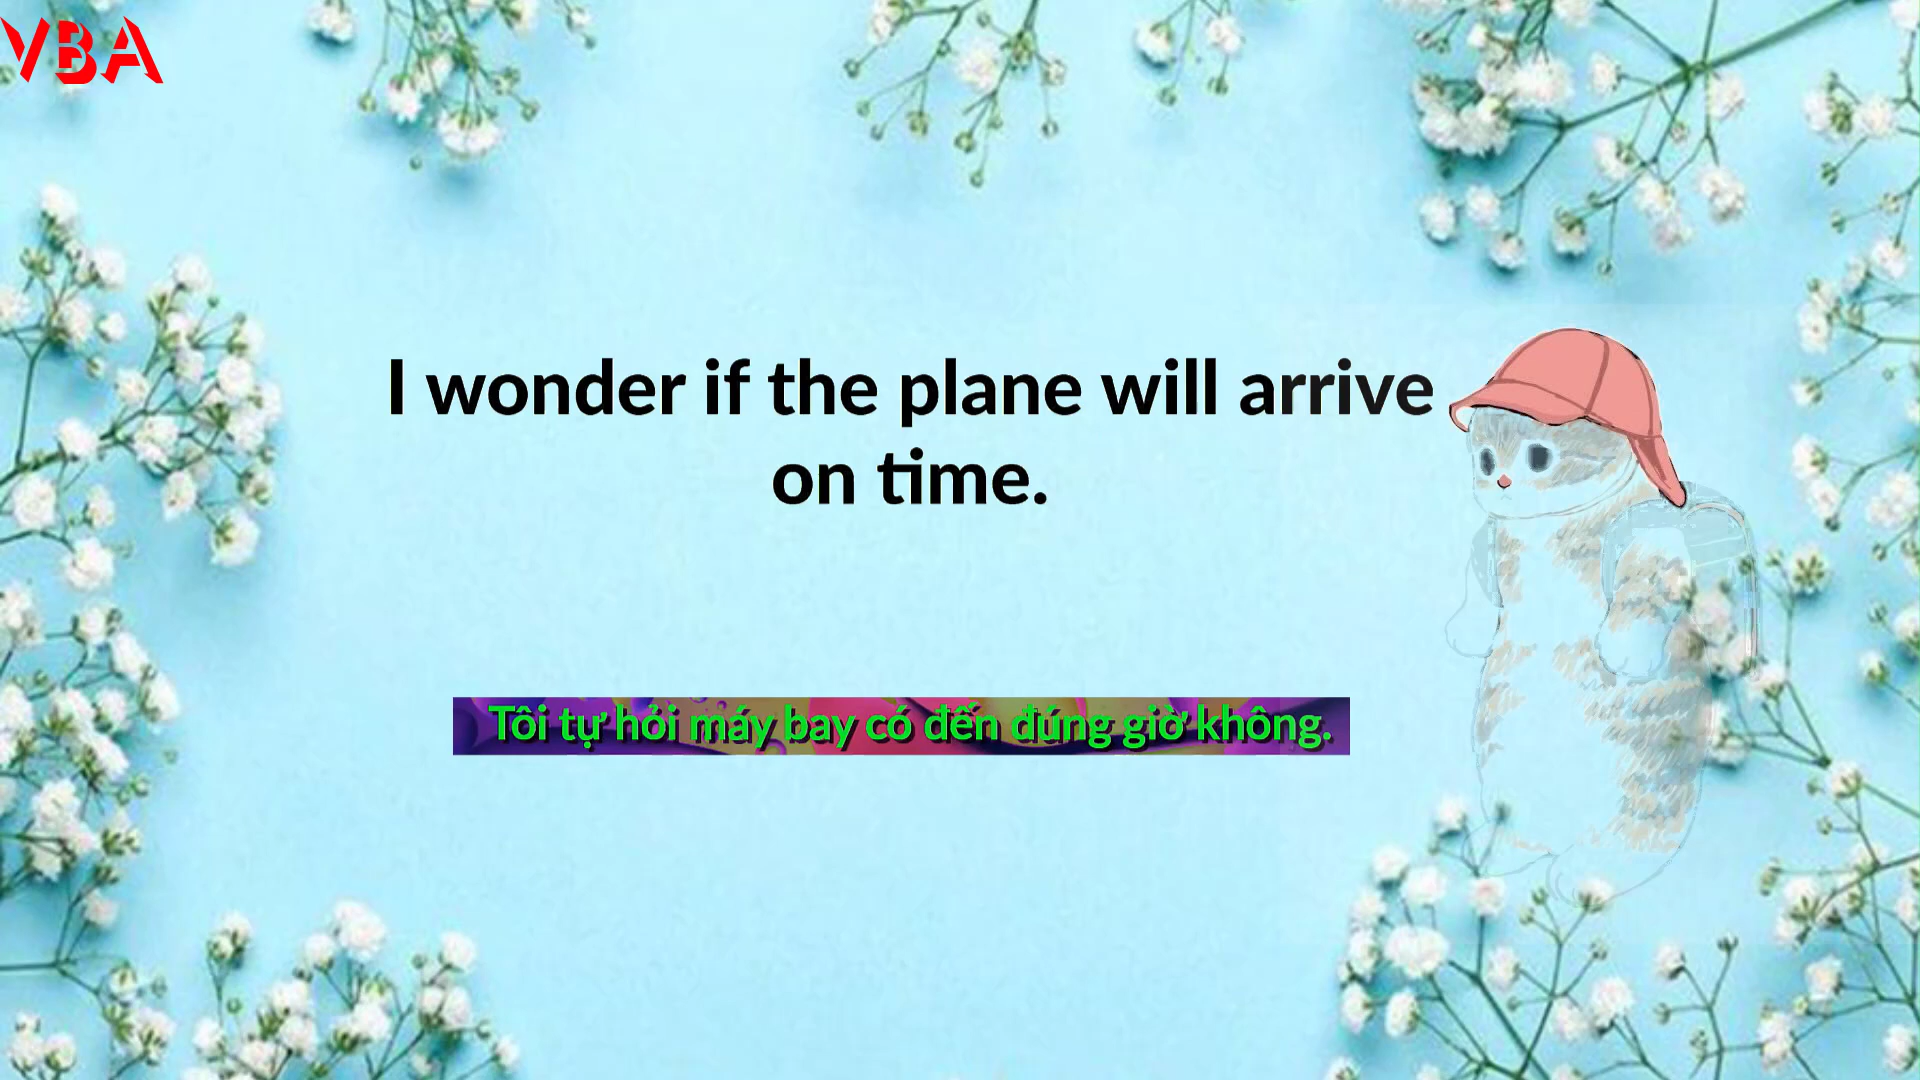 VBA
I wonder if the plane will arrive
on time.
Tôi tự hỏi máy bay có đến đúng giờ không.